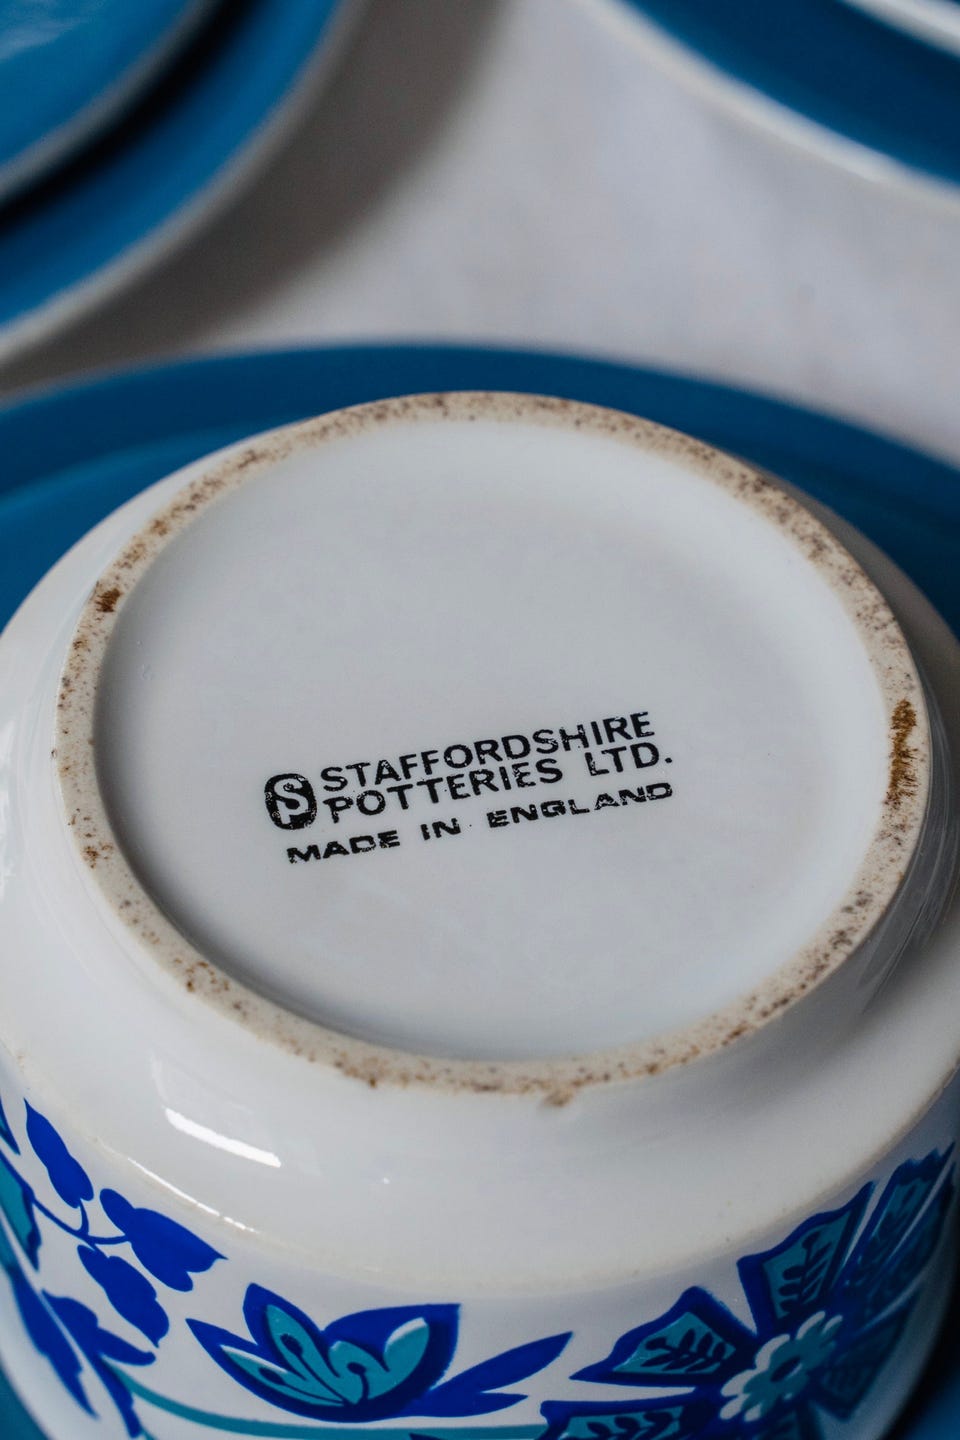 SP STAFFORDSHIRE
POTTERIES LTD.
MADE IN ENGLAND